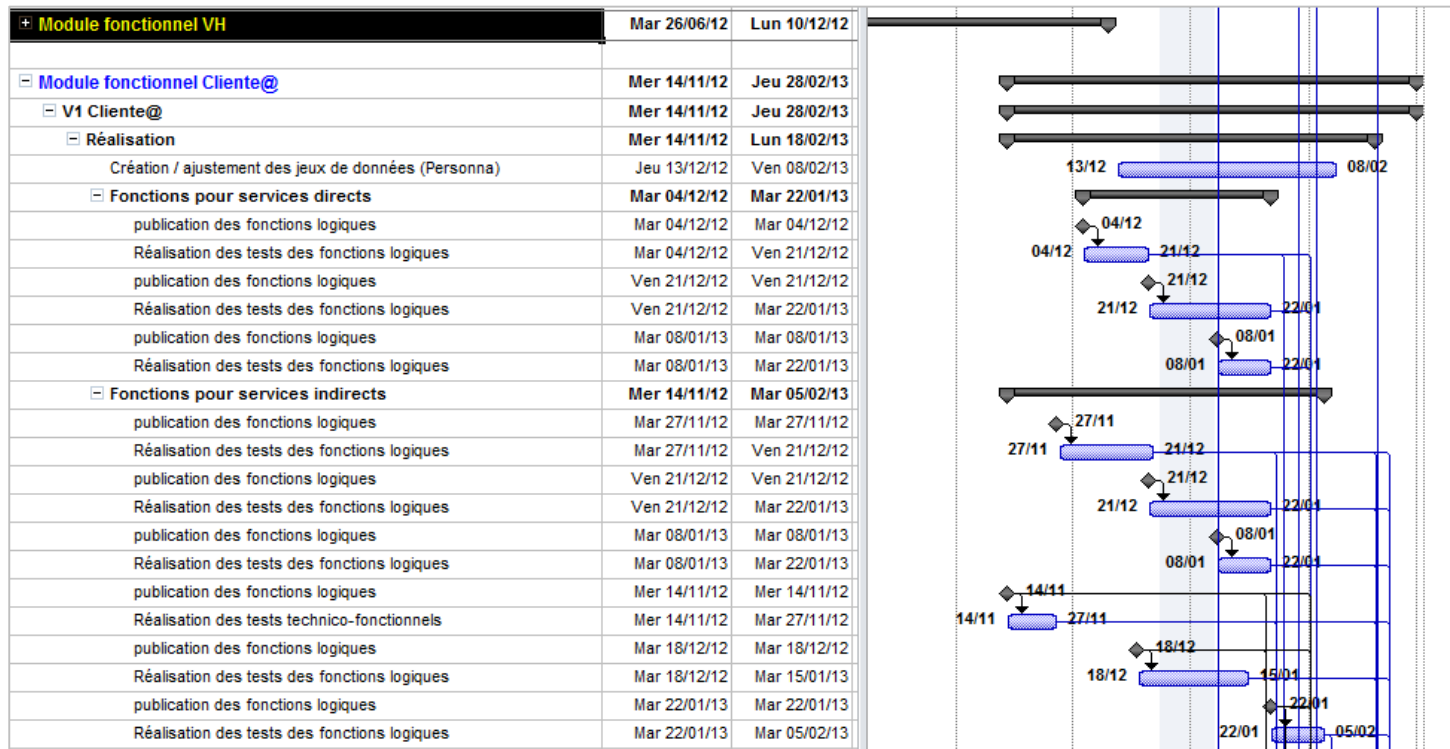 Module fonctionnel VH Mar 26/06/12 Lun 10/12/12
Module fonctionnel Cliente@ Mer 14/11/12 Jeu 28/02/13
V1 Cliente@ Mer 14/11/12 Jeu 28/02/13
Réalisation Mer 14/11/12 Lun 18/02/13
Création / ajustement des jeux de données (Personna) Jeu 13/12/12 Ven 08/02/13 13/12 08/02
Fonctions pour services directs Mar 04/12/12 Mar 22/01/13
publication des fonctions logiques Mar 04/12/12 Mar 04/12/12 04/12
Réalisation des tests des fonctions logiques Mar 04/12/12 Ven 21/12/12 04/12 21/12
publication des fonctions logiques Ven 21/12/12 Ven 21/12/12 21/12
Réalisation des tests des fonctions logiques Ven 21/12/12 Mar 22/01/13 21/12 22/01
publication des fonctions logiques Mar 08/01/13 Mar 08/01/13 08/01
Réalisation des tests des fonctions logiques Mar 08/01/13 Mar 22/01/13 08/01 22/01
Fonctions pour services indirects Mer 14/11/12 Mar 05/02/13
publication des fonctions logiques Mar 27/11/12 Mar 27/11/12 27/11
Réalisation des tests des fonctions logiques Mar 27/11/12 Ven 21/12/12 27/11 21/12
publication des fonctions logiques Ven 21/12/12 Ven 21/12/12 21/12
Réalisation des tests des fonctions logiques Ven 21/12/12 Mar 22/01/13 21/12 22/01
publication des fonctions logiques Mar 08/01/13 Mar 08/01/13 08/01
Réalisation des tests des fonctions logiques Mar 08/01/13 Mar 22/01/13 08/01 22/01
publication des fonctions logiques Mer 14/11/12 Mer 14/11/12 14/11
Réalisation des tests technico-fonctionnels Mer 14/11/12 Mar 27/11/12 14/11 27/11
publication des fonctions logiques Mar 18/12/12 Mar 18/12/12 18/12
Réalisation des tests des fonctions logiques Mar 18/12/12 Mar 15/01/13 18/12 15/01
publication des fonctions logiques Mar 22/01/13 Mar 22/01/13 22/01
Réalisation des tests des fonctions logiques Mar 22/01/13 Mar 05/02/13 22/01 05/02